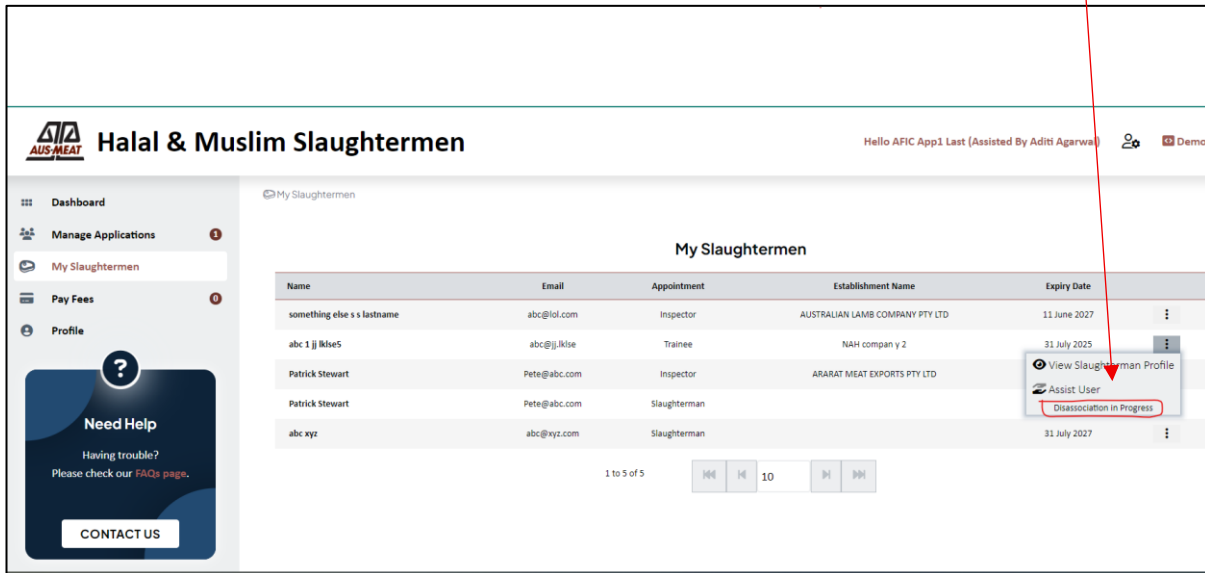 AUS-MEAT
Halal & Muslim Slaughtermen
Hello AFIC App1 Last (Assisted By Aditi Agarwal)
Demo
Dashboard
Manage Applications 1
My Slaughtermen
Pay Fees 0
Profile
?
Need Help
Having trouble?
Please check our FAQs page.
CONTACT US
My Slaughtermen
My Slaughtermen
Name Email Appointment Establishment Name Expiry Date
something else s s lastname abc@lol.com Inspector AUSTRALIAN LAMB COMPANY PTY LTD 11 June 2027
abc 1 jj lklse5 abc@jj.lklse Trainee NAH compan y 2 31 July 2025
Patrick Stewart Pete@abc.com Inspector ARARAT MEAT EXPORTS PTY LTD
Patrick Stewart Pete@abc.com Slaughterman
abc xyz abc@xyz.com Slaughterman 31 July 2027
View Slaughterman Profile
Assist User
Disassociation In Progress
1 to 5 of 5 10